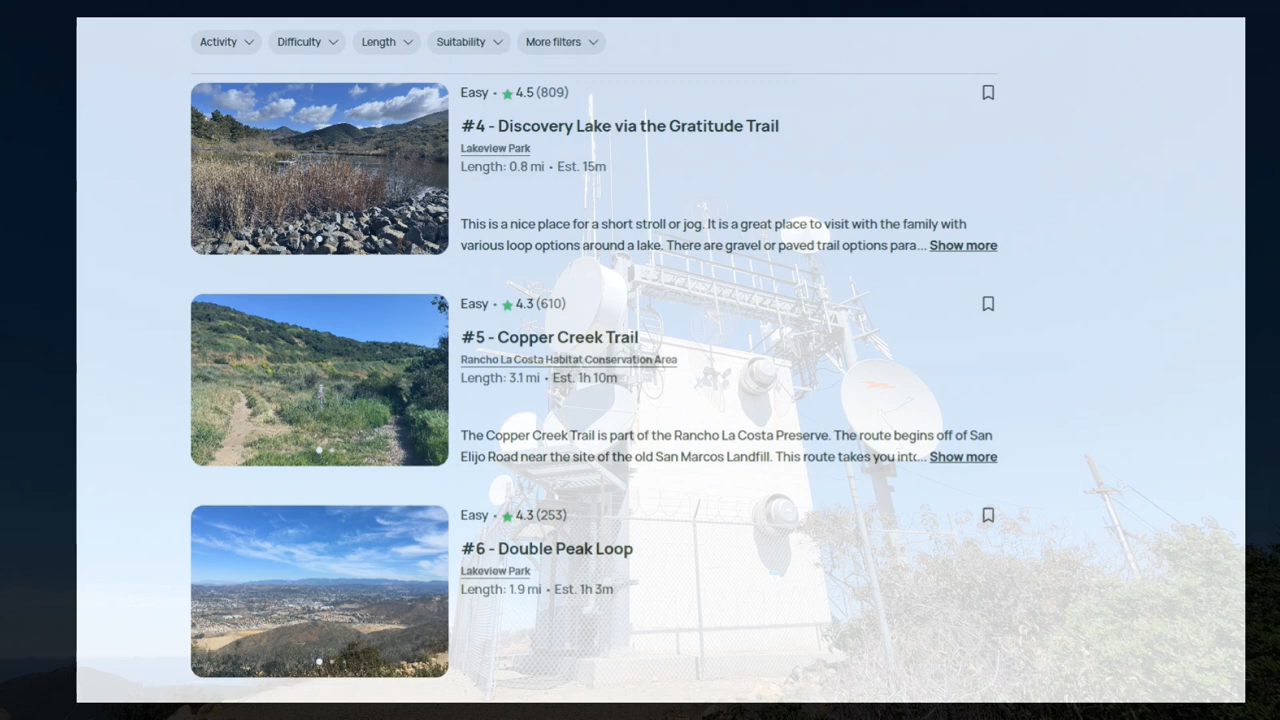 Activity
Difficulty
Length
Suitability
More filters
Easy • 4.5 (809)
#4 - Discovery Lake via the Gratitude Trail
Lakeview Park
Length: 0.8 mi • Est. 15m
This is a nice place for a short stroll or jog. It is a great place to visit with the family with
various loop options around a lake. There are gravel or paved trail options para... Show more
Easy • 4.3 (610)
#5 - Copper Creek Trail
Rancho La Costa Habitat Conservation Area
Length: 3.1 mi • Est. 1h 10m
The Copper Creek Trail is part of the Rancho La Costa Preserve. The route begins off of San
Elijo Road near the site of the old San Marcos Landfill. This route takes you into... Show more
Easy • 4.3 (253)
#6 - Double Peak Loop
Lakeview Park
Length: 1.9 mi • Est. 1h 3m